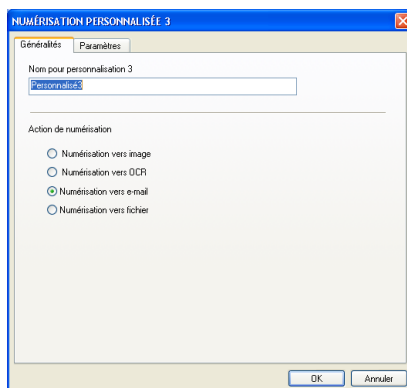 NUMÉRISATION PERSONNALISÉE 3
Généralités Paramètres
Nom pour personnalisation 3
Personnalisé3
Action de numérisation
Numérisation vers image
Numérisation vers OCR
Numérisation vers e-mail
Numérisation vers fichier
OK Annuler